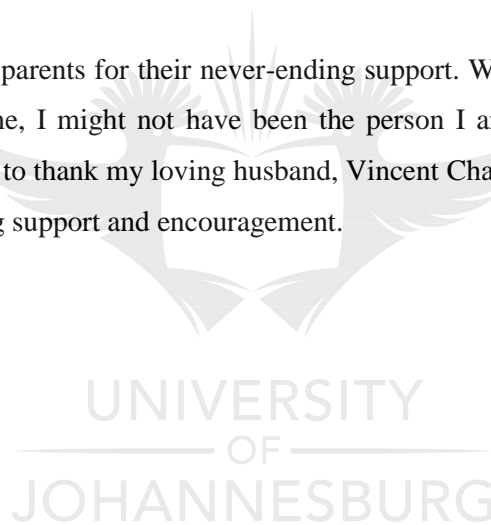 parents for their never-ending support. W
ne, I might not have been the person I a
to thank my loving husband, Vincent Cha
g support and encouragement.
UNIVERSITY
OF
JOHANNESBURG